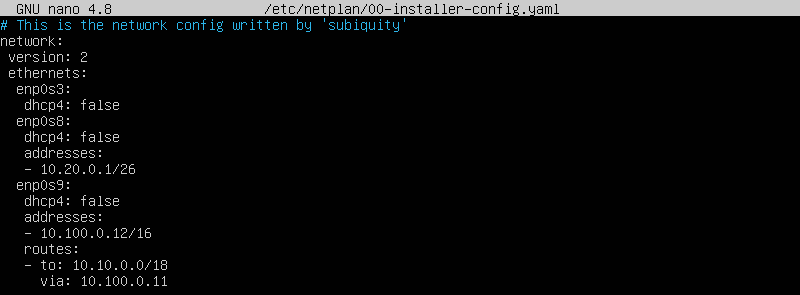 GNU nano 4.8 /etc/netplan/00-installer-config.yaml
# This is the network config written by 'subiquity'
network:
 version: 2
 ethernets:
  enp0s3:
   dhcp4: false
  enp0s8:
   dhcp4: false
   addresses:
   - 10.20.0.1/26
  enp0s9:
   dhcp4: false
   addresses:
   - 10.100.0.12/16
   routes:
   - to: 10.10.0.0/18
     via: 10.100.0.11